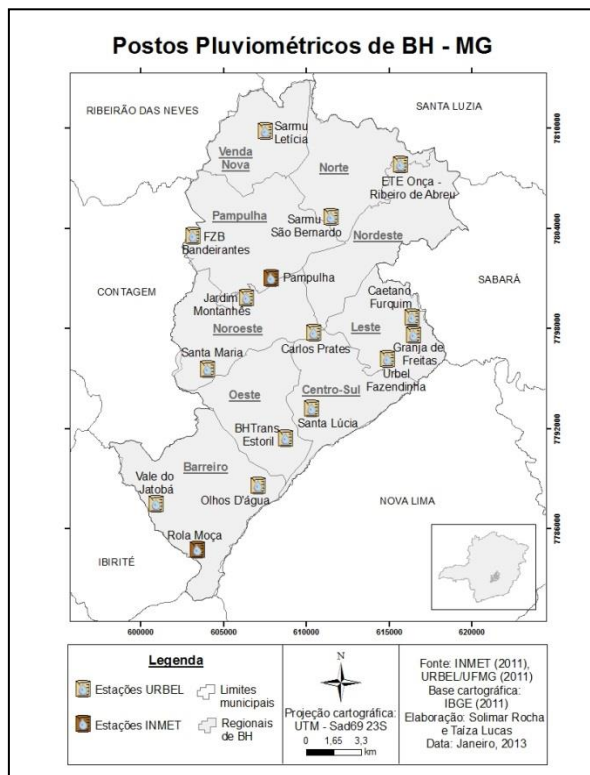 Postos Pluviométricos de BH - MG
RIBEIRÃO DAS NEVES
SANTA LUZIA
Sarmu
Letícia
Venda
Nova
Norte
ETE Onça -
Ribeiro de Abreu
Pampulha
Sarmu
São Bernardo
FZB
Bandeirantes
Nordeste
Pampulha
SABARÁ
CONTAGEM
Jardim
Montanhês
Caetano
Furquim
Noroeste
Leste
Carlos Prates
Granja de
Freitas
Santa Maria
Urbel
Fazendinha
Oeste
Centro-Sul
Santa Lúcia
BHTrans
Estoril
Barreiro
Vale do
Jatobá
Olhos D'água
NOVA LIMA
Rola Moça
IBIRITÉ
7810000
7804000
7798000
7792000
7786000
600000
605000
610000
615000
620000
Legenda
Estações URBEL
Limites
municipais
Estações INMET
Regionais
de BH
N
Projeção cartográfica:
UTM - Sad69 23S
0 1,65 3,3
km
Fonte: INMET (2011),
URBEL/UFMG (2011)
Base cartográfica:
IBGE (2011)
Elaboração: Solimar Rocha
e Taíza Lucas
Data: Janeiro, 2013